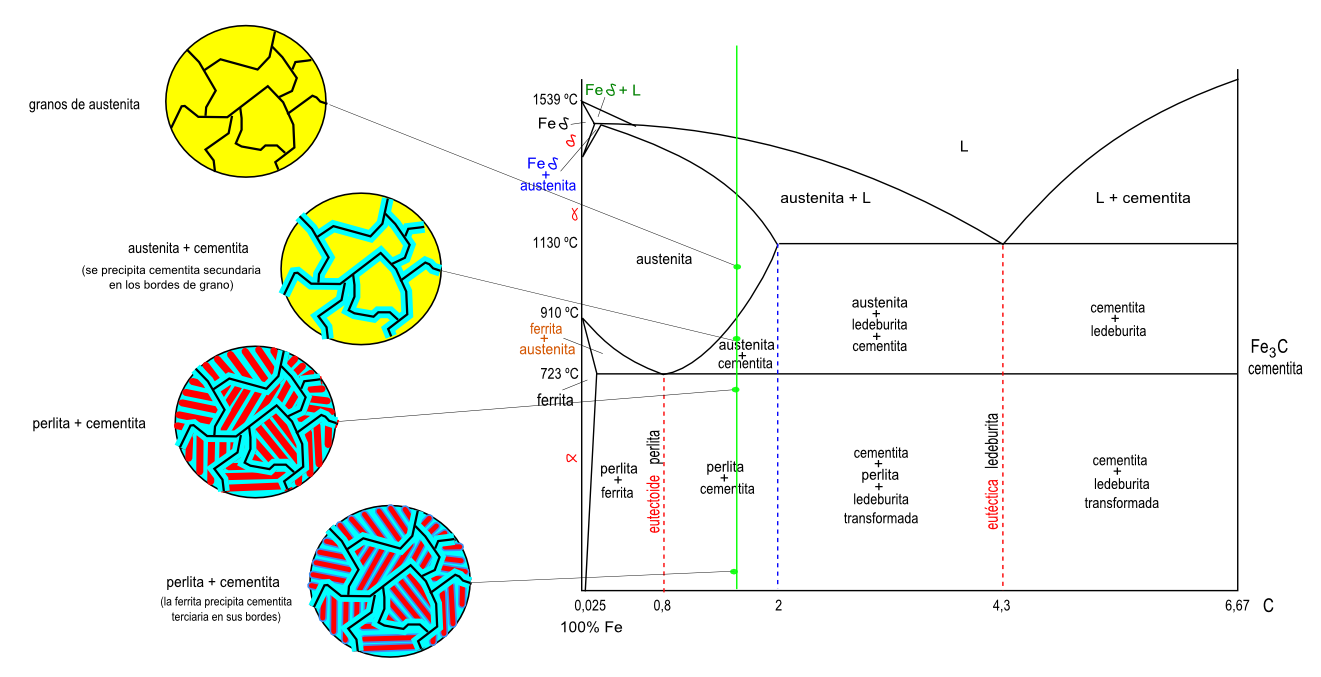 granos de austenita
austenita + cementita
(se precipita cementita secundaria
en los bordes de grano)
perlita + cementita
perlita + cementita
(la ferrita precipita cementita
terciaria en sus bordes)
1539 ºC
Fe δ + L
Fe δ
δ
Fe δ
+
austenita
α
1130 ºC
910 ºC
ferrita
+
austenita
723 ºC
ferrita
α
L
austenita + L
L + cementita
austenita
austenita
+
cementita
austenita
+
ledeburita
+
cementita
cementita
+
ledeburita
Fe₃C
cementita
perlita
+
ferrita
eutectoide perlita
perlita
+
cementita
cementita
+
perlita
+
ledeburita
transformada
eutéctica ledeburita
cementita
+
ledeburita
transformada
0,025
0,8
2
4,3
6,67
C
100% Fe